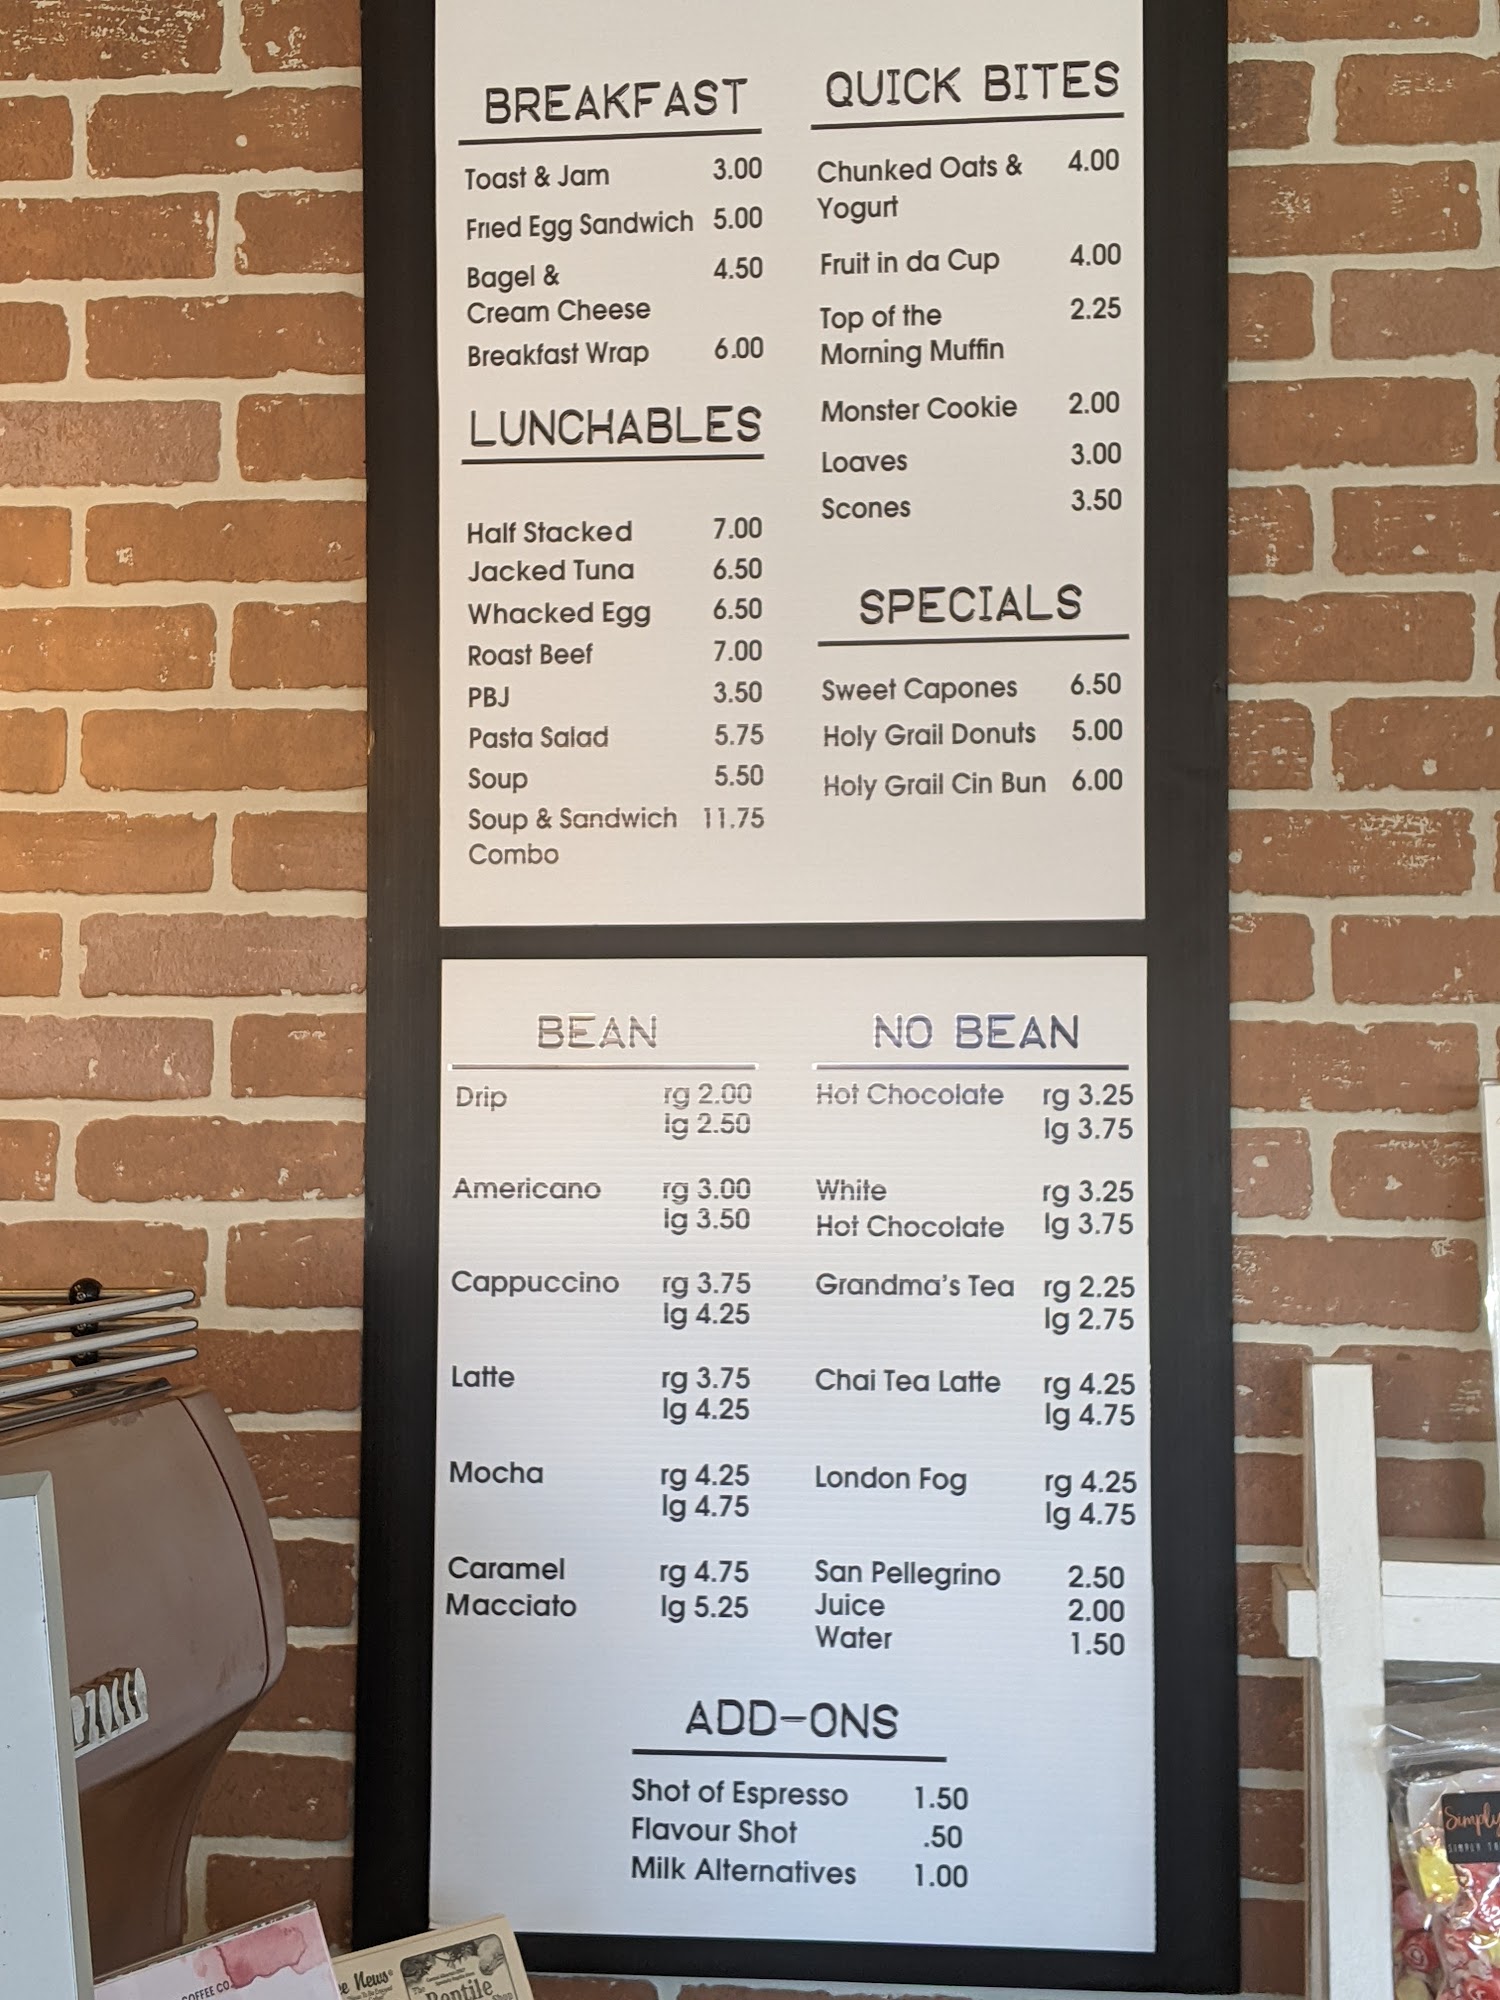 BREAKFAST
Toast & Jam 3.00
Fried Egg Sandwich 5.00
Bagel & 4.50
Cream Cheese
Breakfast Wrap 6.00
LUNCHABLES
Half Stacked 7.00
Jacked Tuna 6.50
Whacked Egg 6.50
Roast Beef 7.00
PBJ 3.50
Pasta Salad 5.75
Soup 5.50
Soup & Sandwich 11.75
Combo
QUICK BITES
Chunked Oats & 4.00
Yogurt
Fruit in da Cup 4.00
Top of the 2.25
Morning Muffin
Monster Cookie 2.00
Loaves 3.00
Scones 3.50
SPECIALS
Sweet Capones 6.50
Holy Grail Donuts 5.00
Holy Grail Cin Bun 6.00
BEAN
Drip rg 2.00
lg 2.50
Americano rg 3.00
lg 3.50
Cappuccino rg 3.75
lg 4.25
Latte rg 3.75
lg 4.25
Mocha rg 4.25
lg 4.75
Caramel rg 4.75
Macciato lg 5.25
NO BEAN
Hot Chocolate rg 3.25
lg 3.75
White rg 3.25
Hot Chocolate lg 3.75
Grandma's Tea rg 2.25
lg 2.75
Chai Tea Latte rg 4.25
lg 4.75
London Fog rg 4.25
lg 4.75
San Pellegrino 2.50
Juice 2.00
Water 1.50
ADD-ONS
Shot of Espresso 1.50
Flavour Shot .50
Milk Alternatives 1.00
Simply
COFFEE CO.
News
The
Reptile
Shop